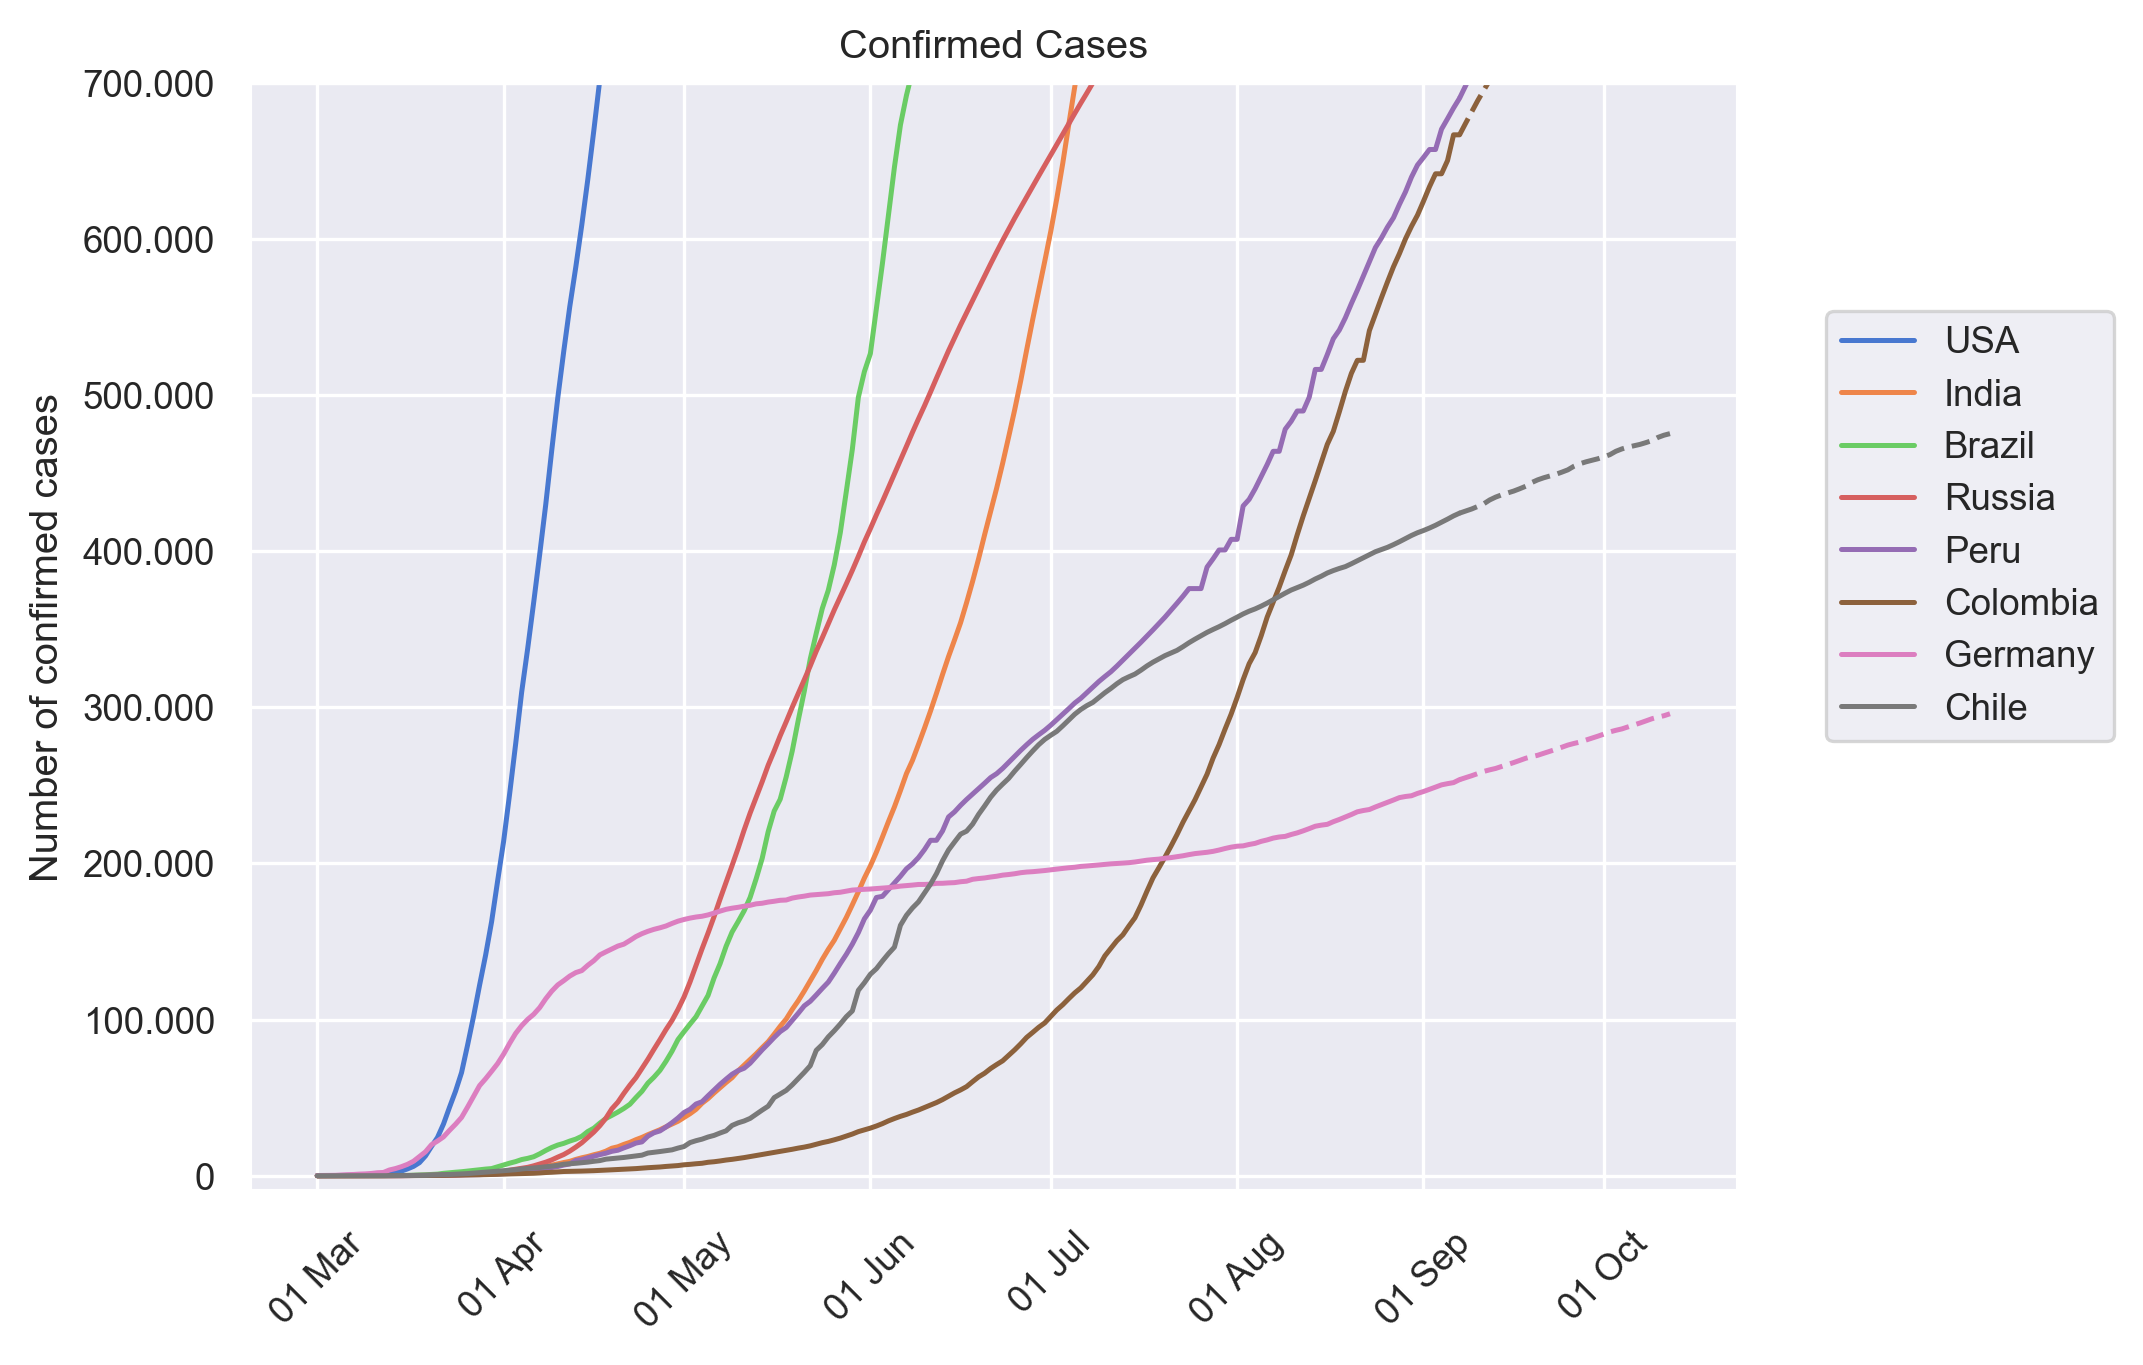 Confirmed Cases
Number of confirmed cases
700.000
600.000
500.000
400.000
300.000
200.000
100.000
0
01 Mar
01 Apr
01 May
01 Jun
01 Jul
01 Aug
01 Sep
01 Oct
USA
India
Brazil
Russia
Peru
Colombia
Germany
Chile